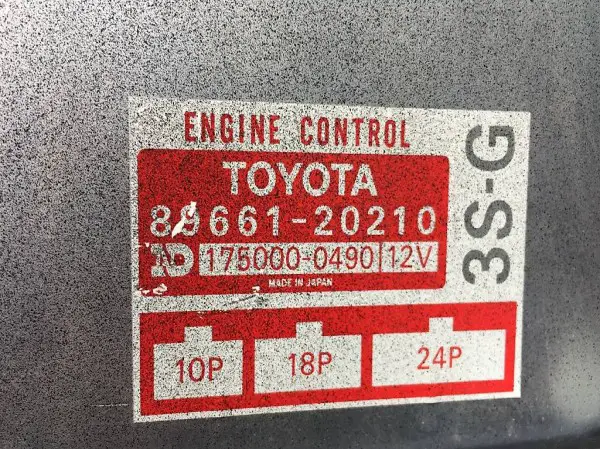 ENGINE CONTROL
TOYOTA
89661-20210
175000-0490 12V
MADE IN JAPAN
3S-G
10P 18P 24P